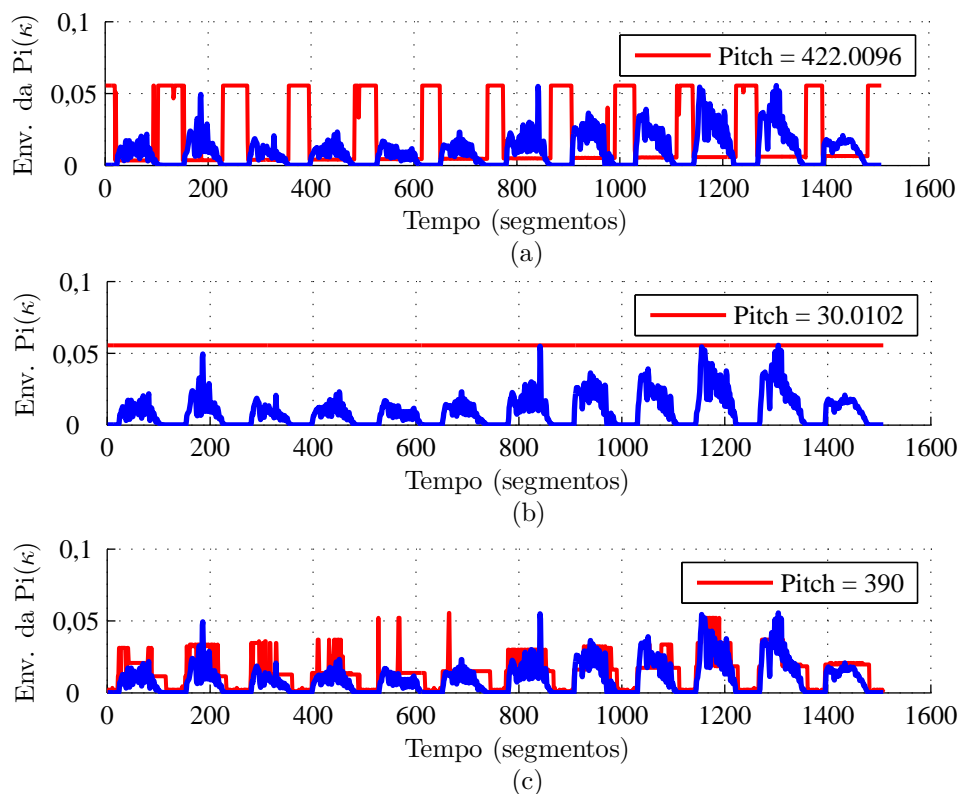 0,1
Env. da Pi(κ)
0,05
0
Pitch = 422.0096
0 200 400 600 800 1000 1200 1400 1600
Tempo (segmentos)
(a)
0,1
Env. Pi(κ)
0,05
0
Pitch = 30.0102
0 200 400 600 800 1000 1200 1400 1600
Tempo (segmentos)
(b)
0,1
Env. da Pi(κ)
0,05
0
Pitch = 390
0 200 400 600 800 1000 1200 1400 1600
Tempo (segmentos)
(c)